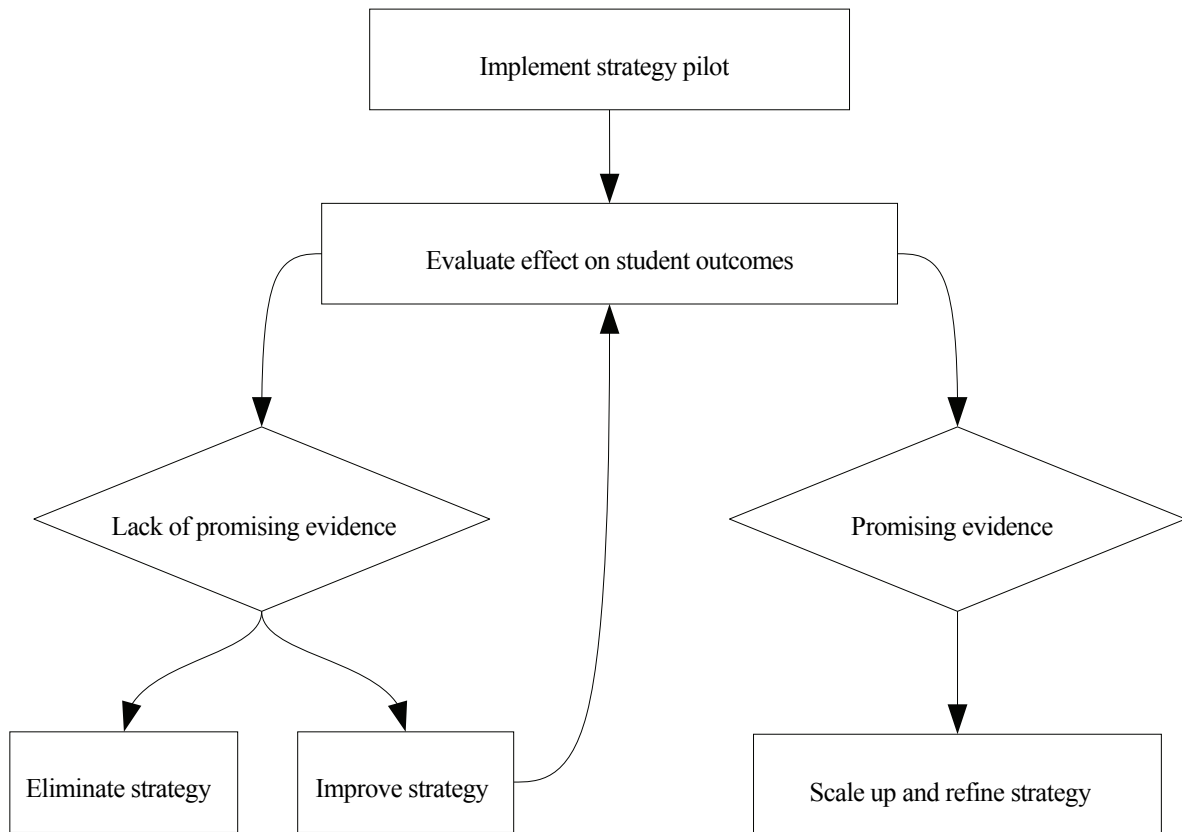 Implement strategy pilot
Evaluate effect on student outcomes
Lack of promising evidence
Promising evidence
Eliminate strategy
Improve strategy
Scale up and refine strategy